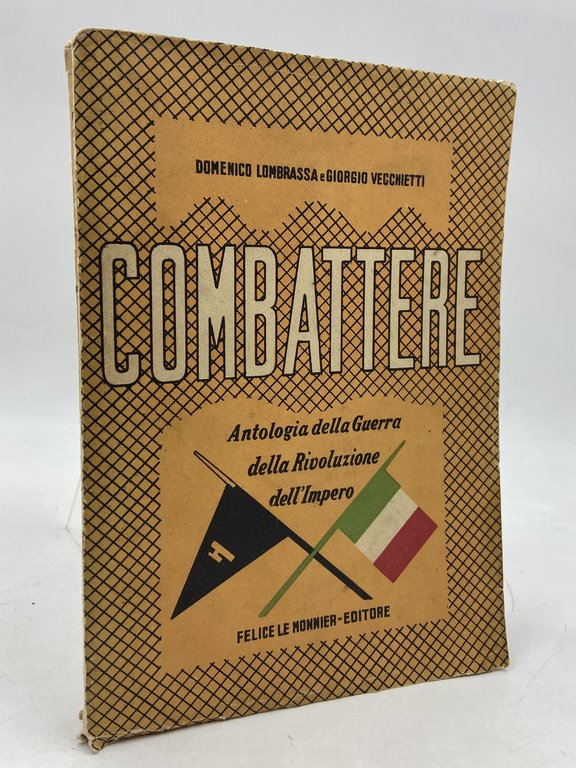 DOMENICO LOMBRASSA e GIORGIO VECCHIETTI
COMBATTERE
Antologia della Guerra
della Rivoluzione
dell'Impero
FELICE LE MONNIER-EDITORE